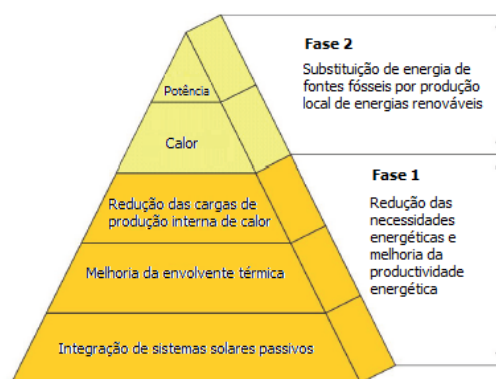 Fase 2
Substituição de energia de
fontes fósseis por produção
local de energias renováveis
Potência
Calor
Fase 1
Redução das
necessidades
energéticas e
melhoria da
productividade
energética
Redução das cargas de
produção interna de calor
Melhoria da envolvente térmica
Integração de sistemas solares passivos